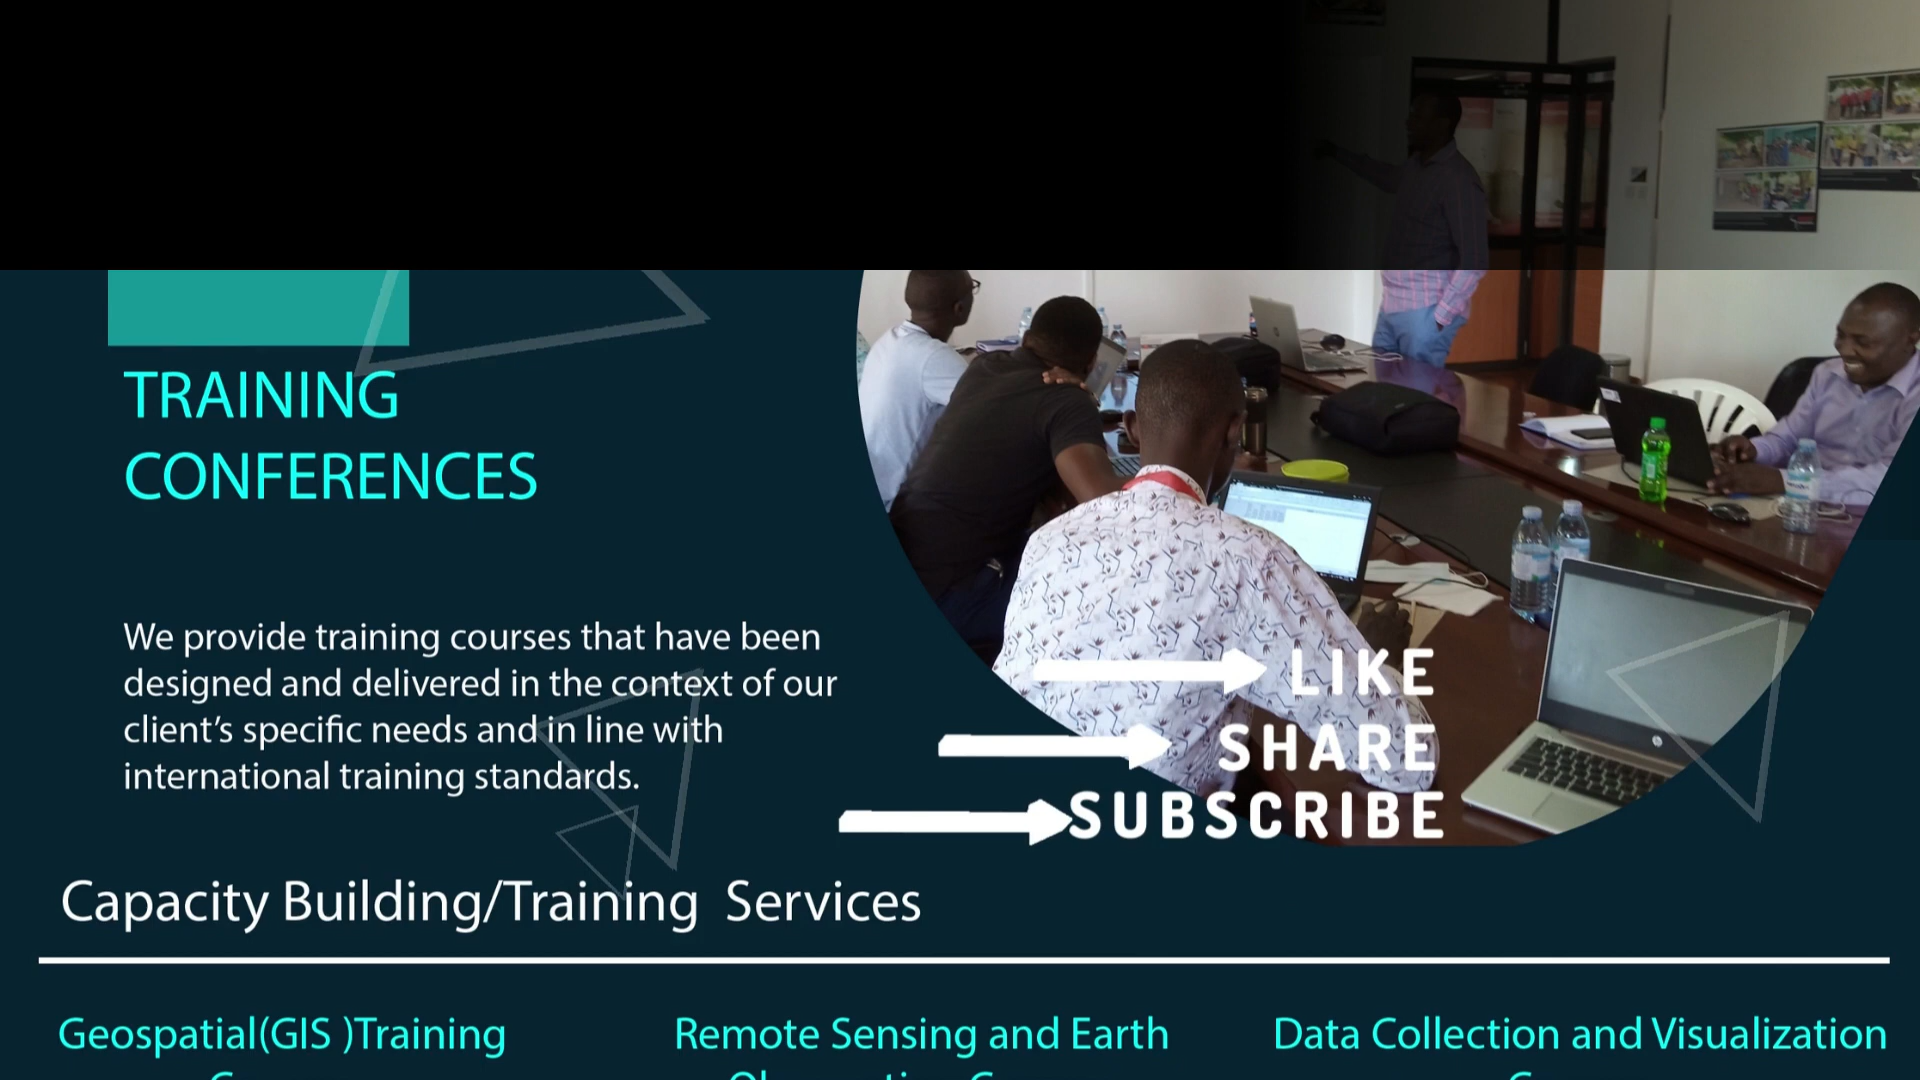 TRAINING
CONFERENCES
We provide training courses that have been
designed and delivered in the context of our
client's specific needs and in line with
international training standards.
LIKE
SHARE
SUBSCRIBE
Capacity Building/Training Services
Geospatial(GIS )Training
Remote Sensing and Earth
Data Collection and Visualization